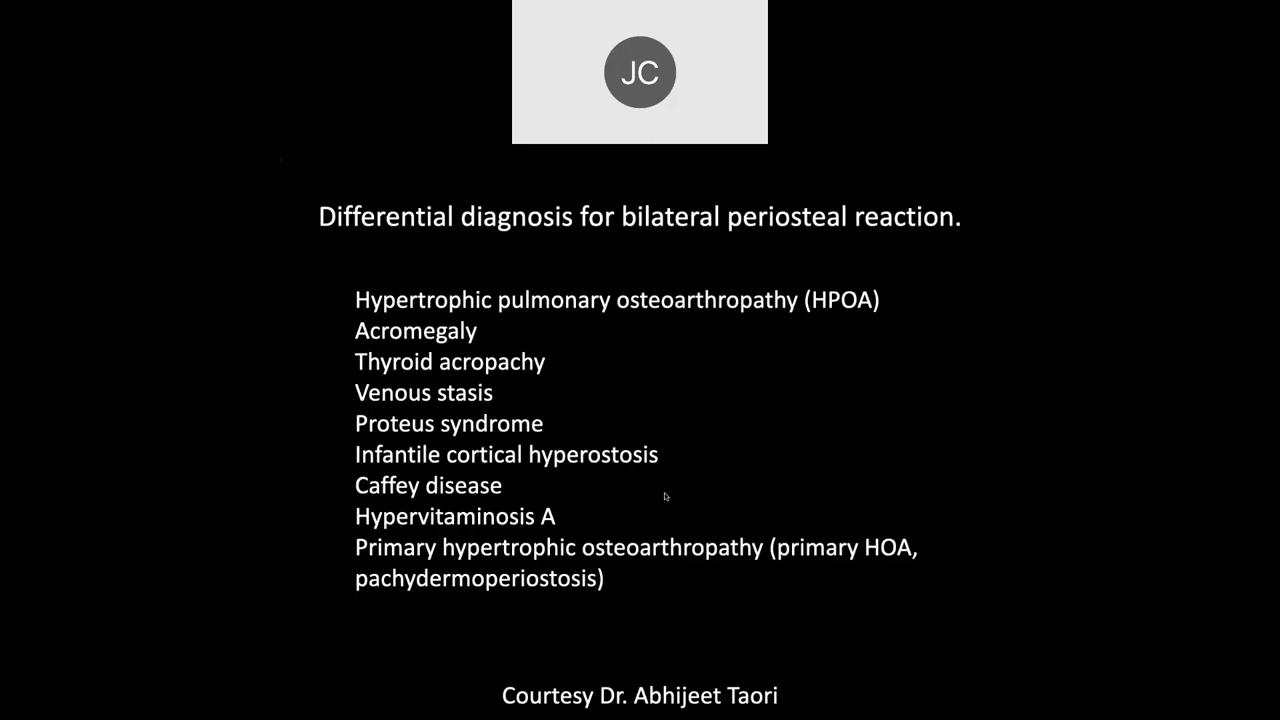 JC
Differential diagnosis for bilateral periosteal reaction.
Hypertrophic pulmonary osteoarthropathy (HPOA)
Acromegaly
Thyroid acropachy
Venous stasis
Proteus syndrome
Infantile cortical hyperostosis
Caffey disease
Hypervitaminosis A
Primary hypertrophic osteoarthropathy (primary HOA,
pachydermoperiostosis)
Courtesy Dr. Abhijeet Taori